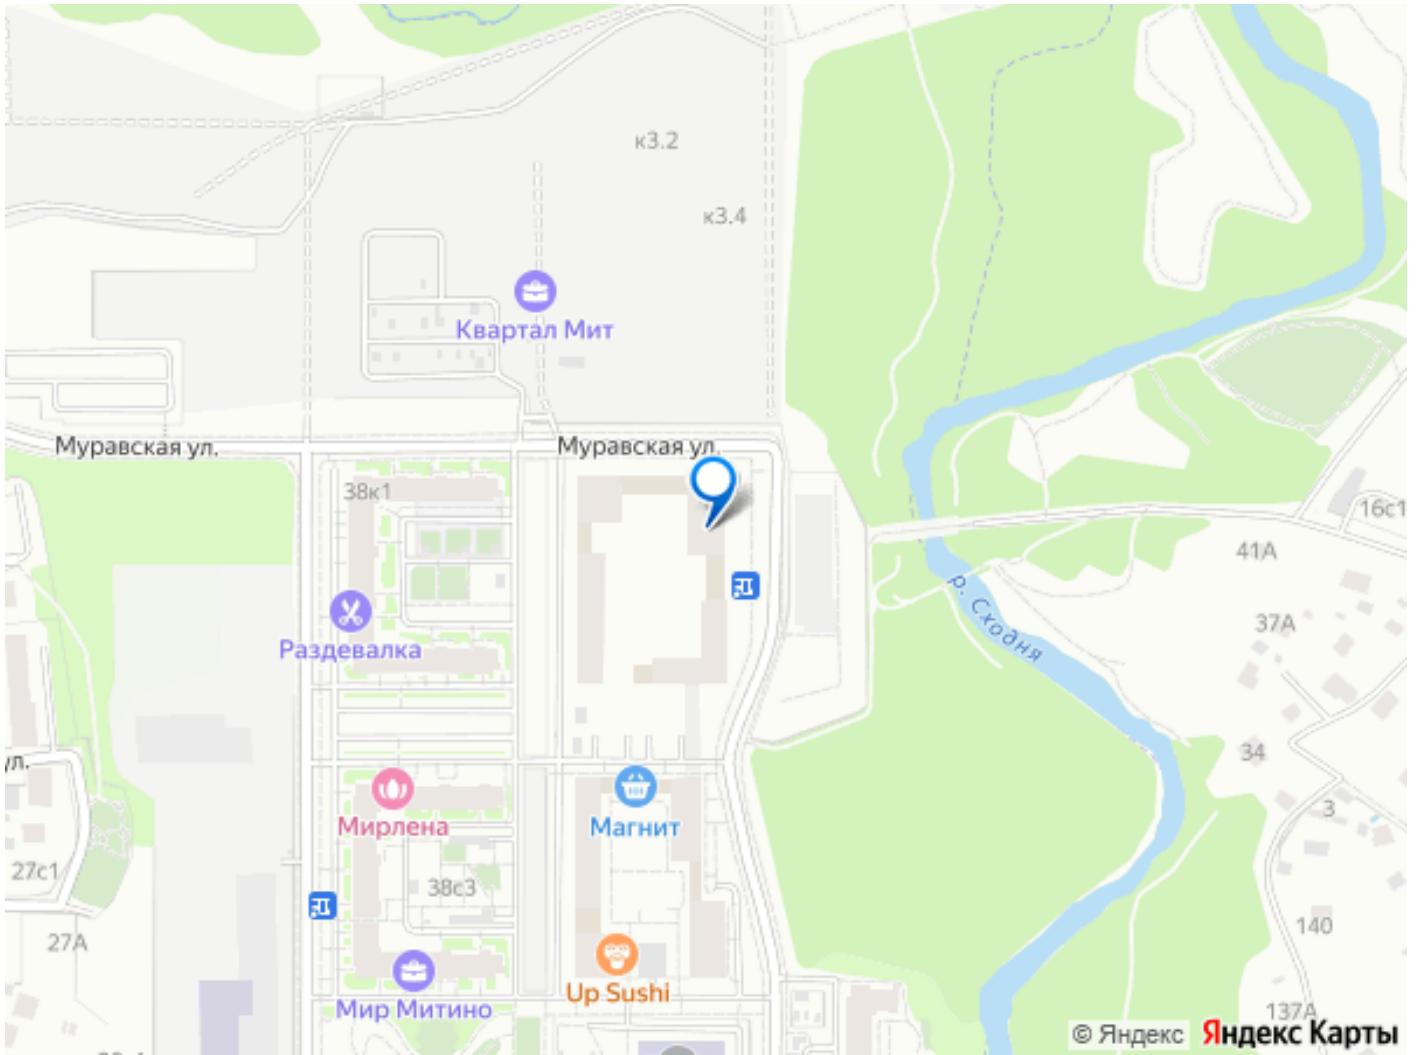 к3.2
к3.4
Квартал Мит
Муравская ул.
Муравская ул.
38к1
16с1
41А
р. Сходня
37А
Раздевалка
34
ул.
Мирлена
Магнит
3
27с1
38с3
140
27А
Up Sushi
Мир Митино
137А
© Яндекс
Яндекс Карты